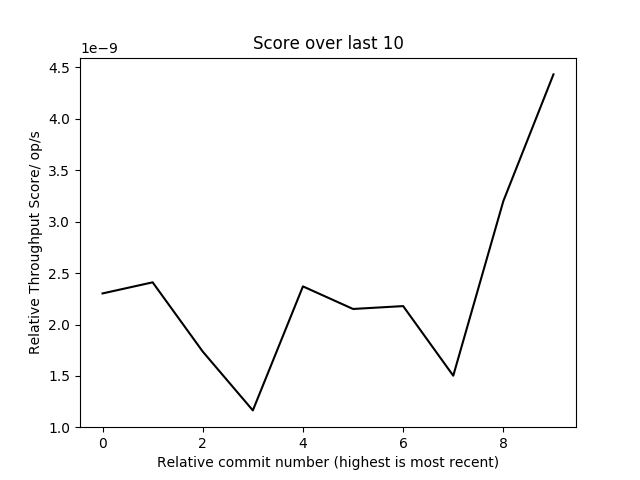 Score over last 10
1e−9
4.5
4.0
3.5
3.0
2.5
2.0
1.5
1.0
Relative Throughput Score/ op/s
0 2 4 6 8
Relative commit number (highest is most recent)